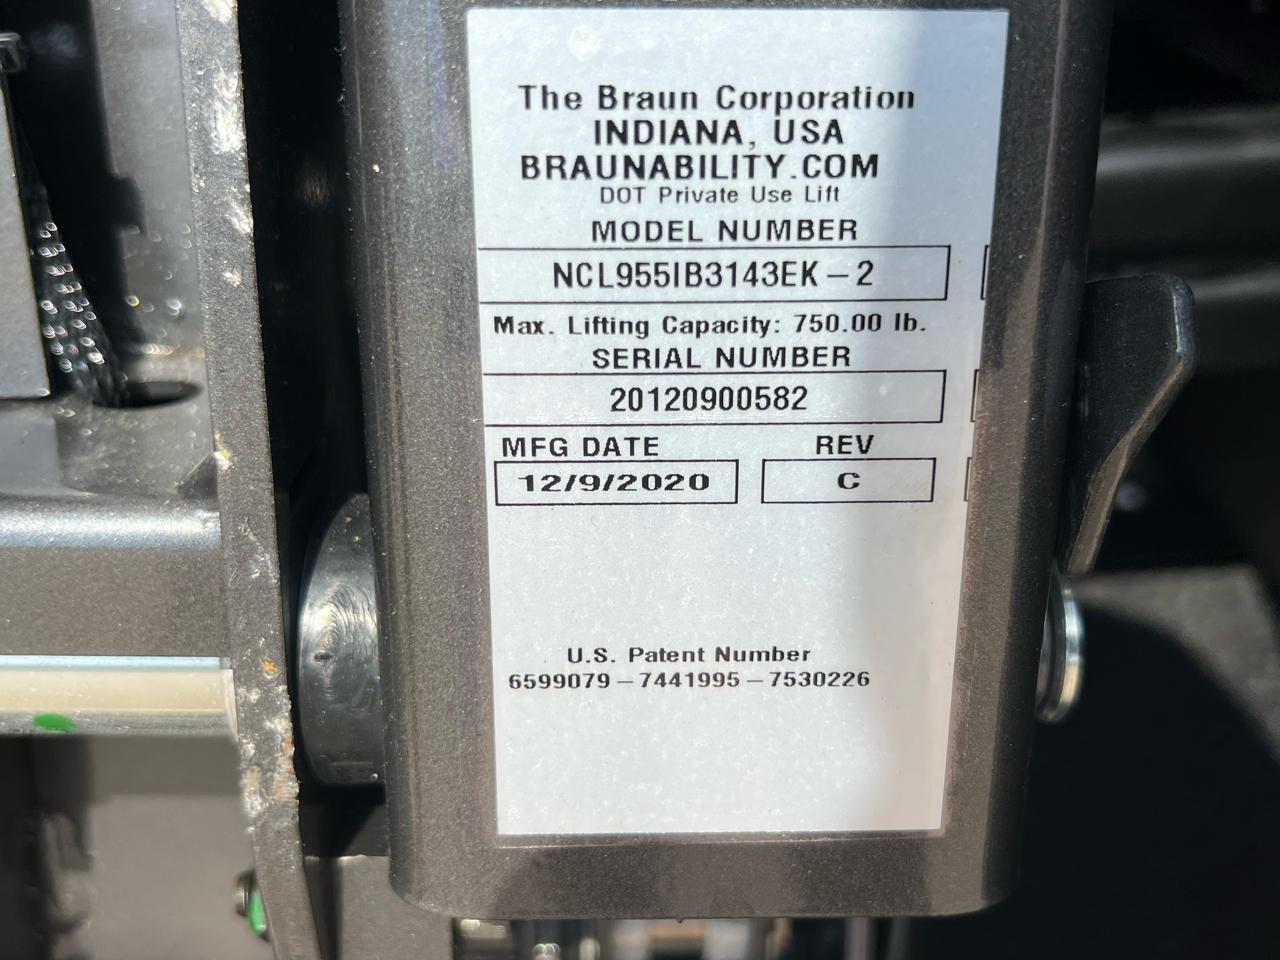 The Braun Corporation
INDIANA, USA
BRAUNABILITY.COM
DOT Private Use Lift
MODEL NUMBER
NCL955IB3143EK-2
Max. Lifting Capacity: 750.00 lb.
SERIAL NUMBER
20120900582
MFG DATE REV
12/9/2020 C
U.S. Patent Number
6599079-7441995-7530226